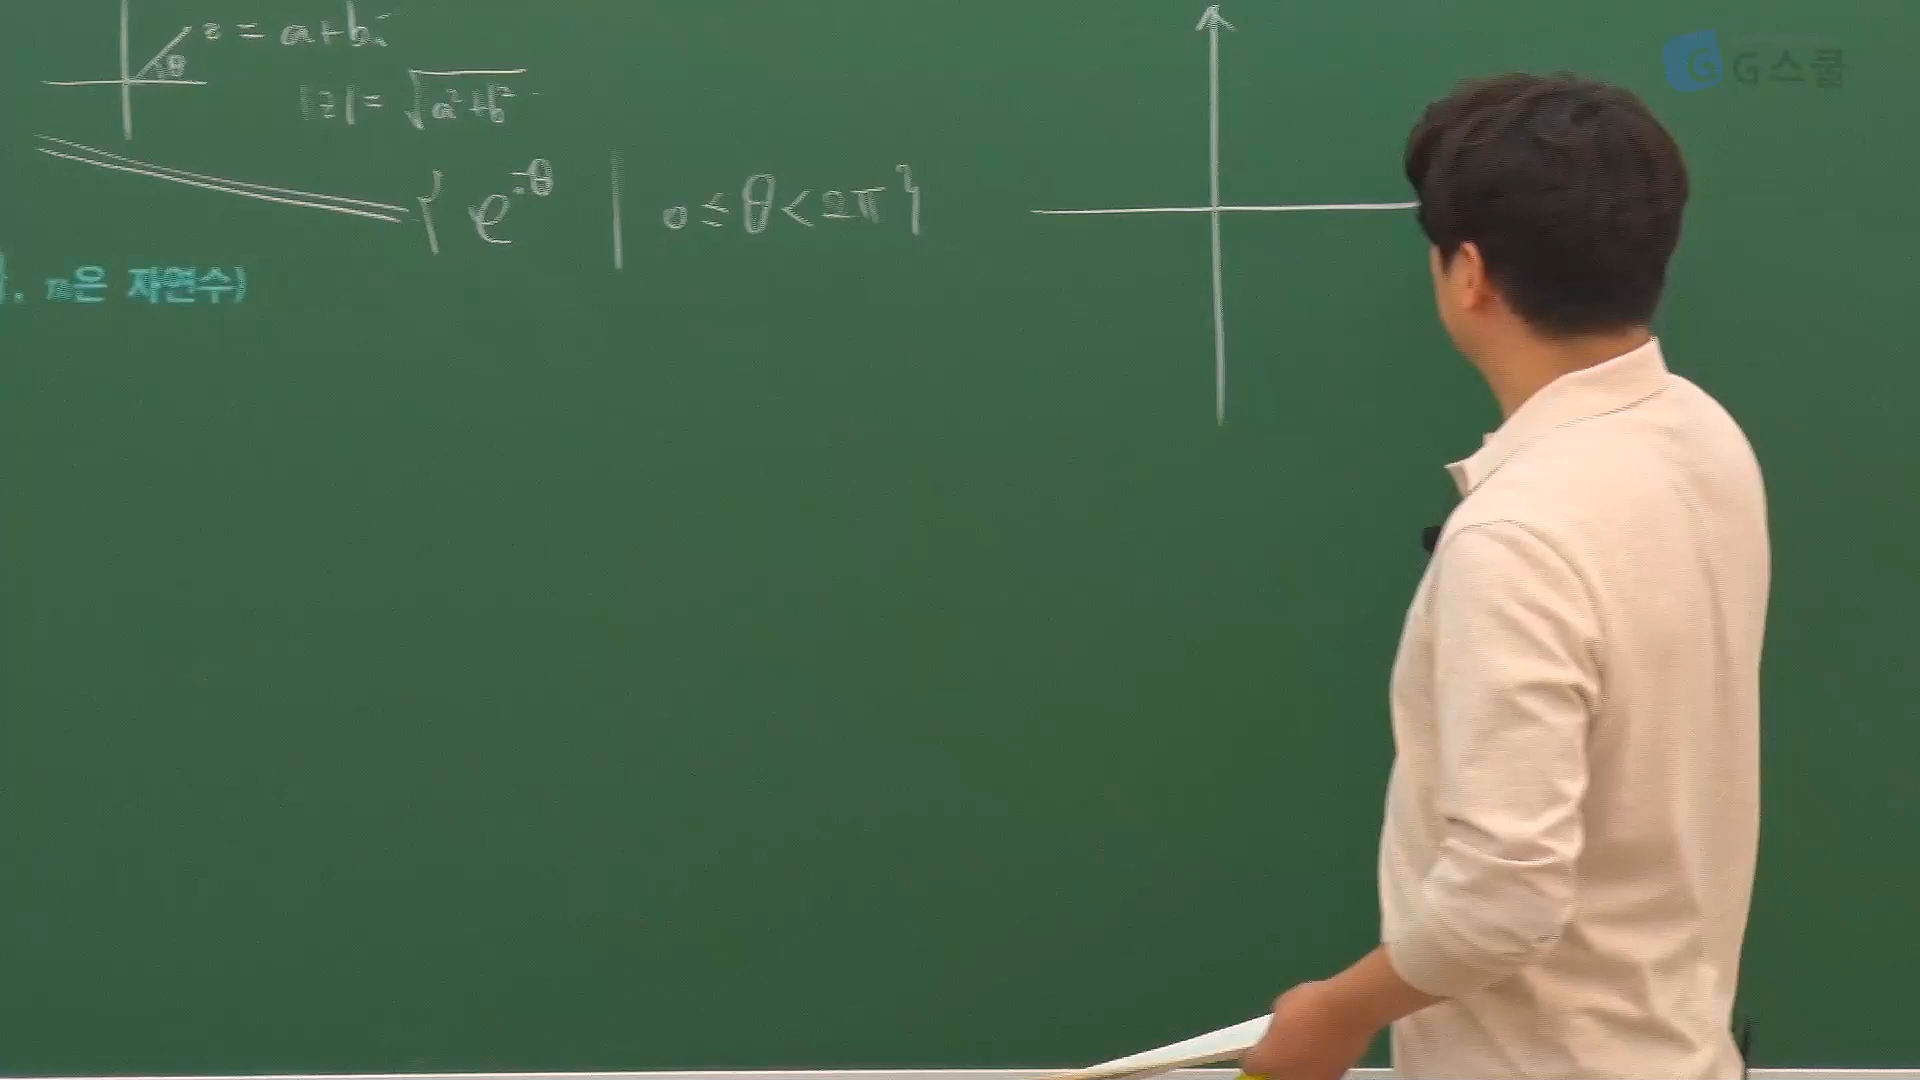 z = a+bi
θ
|z| = √a²+b²
{ e^iθ | 0 ≤ θ < 2π }
). n은 자연수)
G스쿨